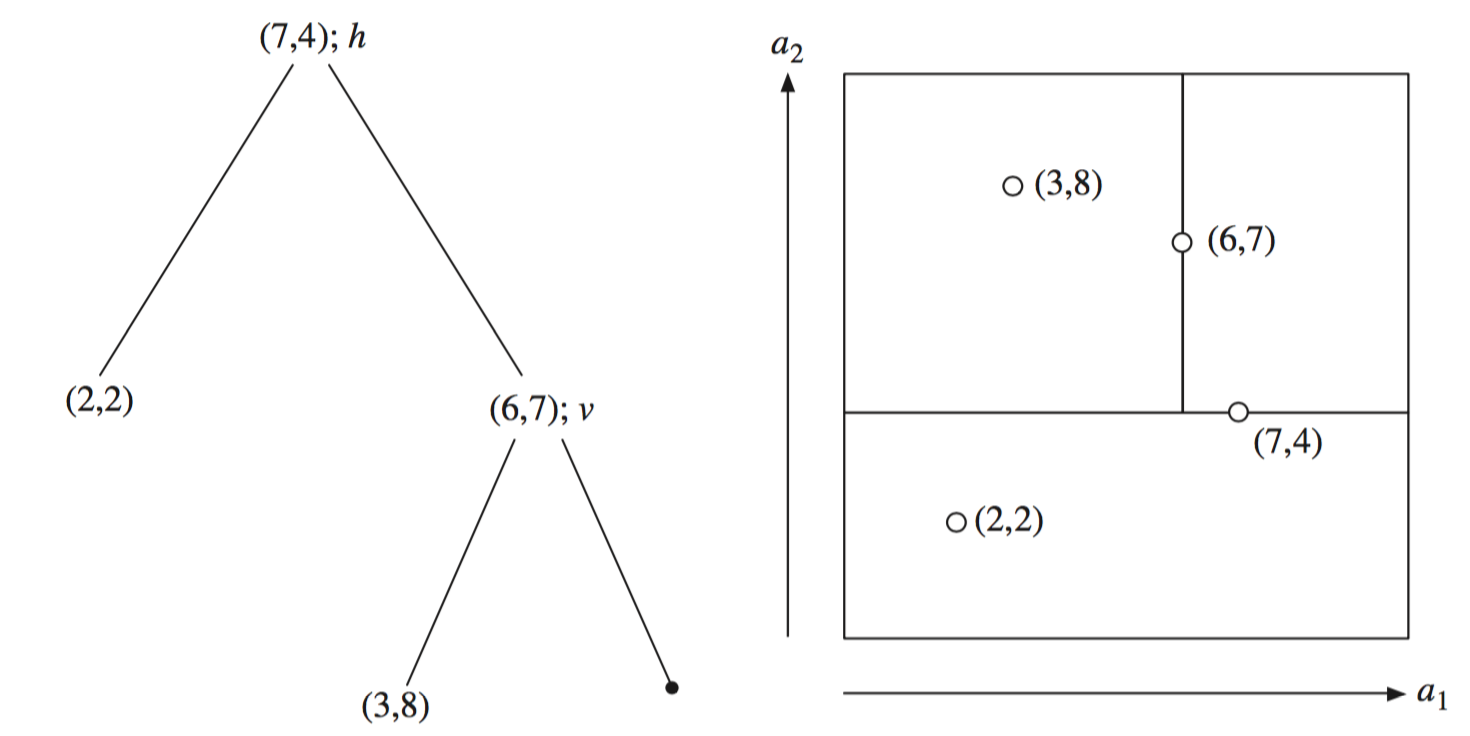 (7,4); h
(2,2)
(6,7); v
(3,8)
a2
(3,8)
(6,7)
(7,4)
(2,2)
a1